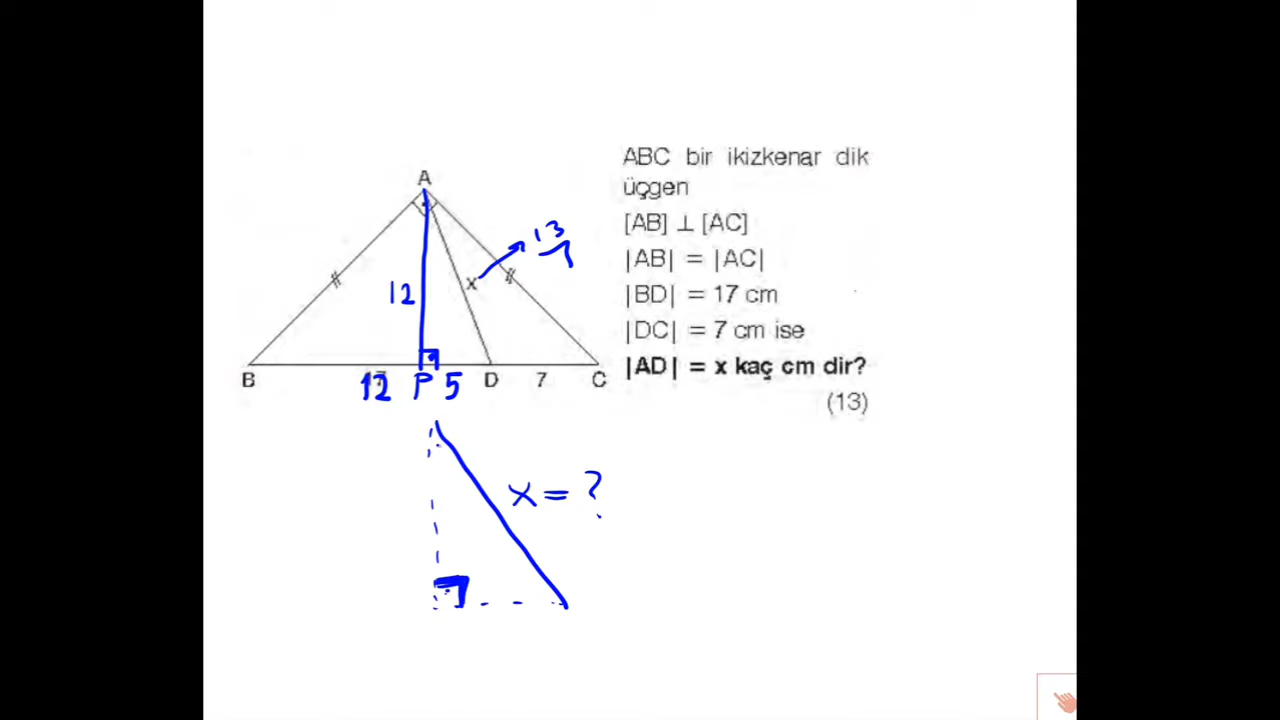 ABC bir ikizkenar dik
üçgen
[AB] ⊥ [AC]
|AB| = |AC|
|BD| = 17 cm
|DC| = 7 cm ise
|AD| = x kaç cm dir?
(13)
A
13
x
12
B
12 P 5 D 7 C
x = ?